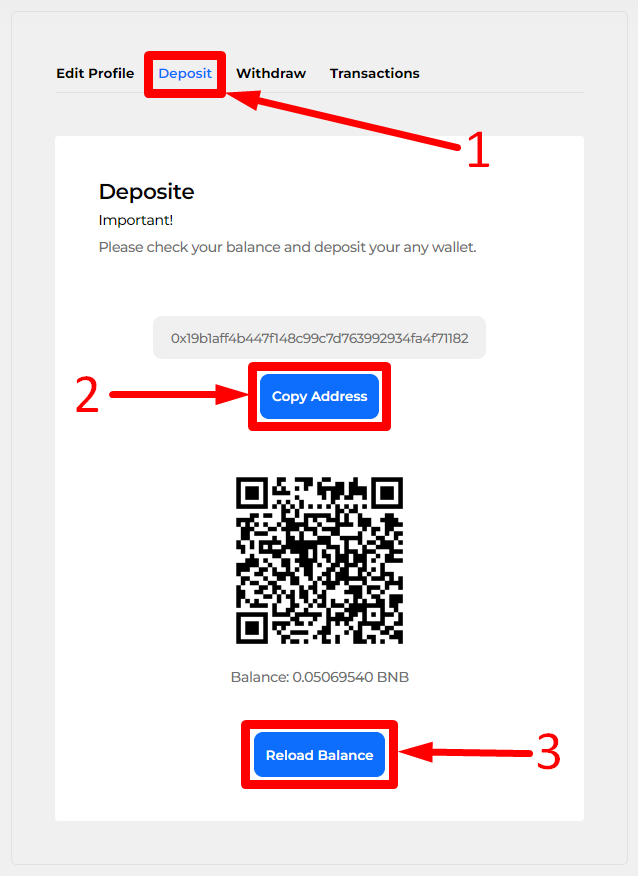 Edit Profile Deposit Withdraw Transactions
1
Deposite
Important!
Please check your balance and deposit your any wallet.
0x19b1aff4b447f148c99c7d763992934fa4f71182
2
Copy Address
Balance: 0.05069540 BNB
Reload Balance
3